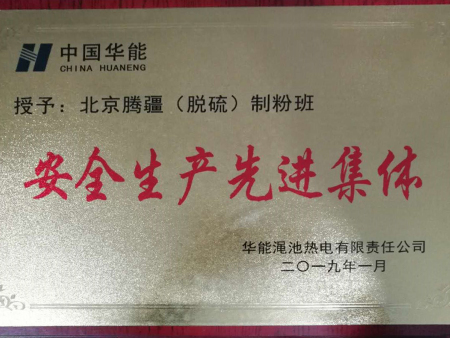 中国华能
CHINA HUANENG
授予：北京腾疆（脱硫）制粉班
安全生产先进集体
华能渑池热电有限责任公司
二〇一九年一月